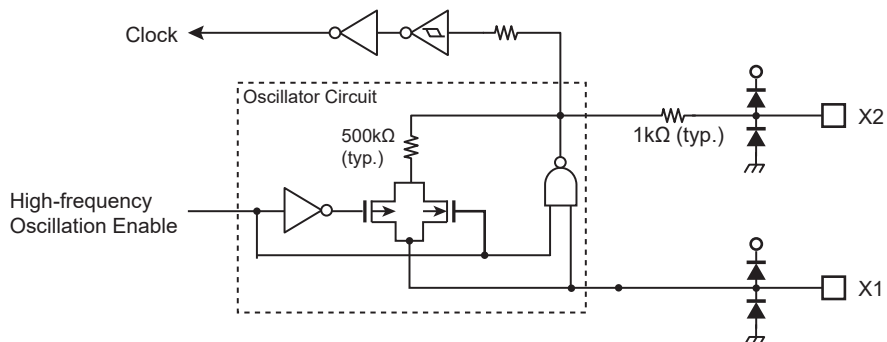 Clock
Oscillator Circuit
500kΩ
(typ.)
1kΩ (typ.)
X2
High-frequency
Oscillation Enable
X1